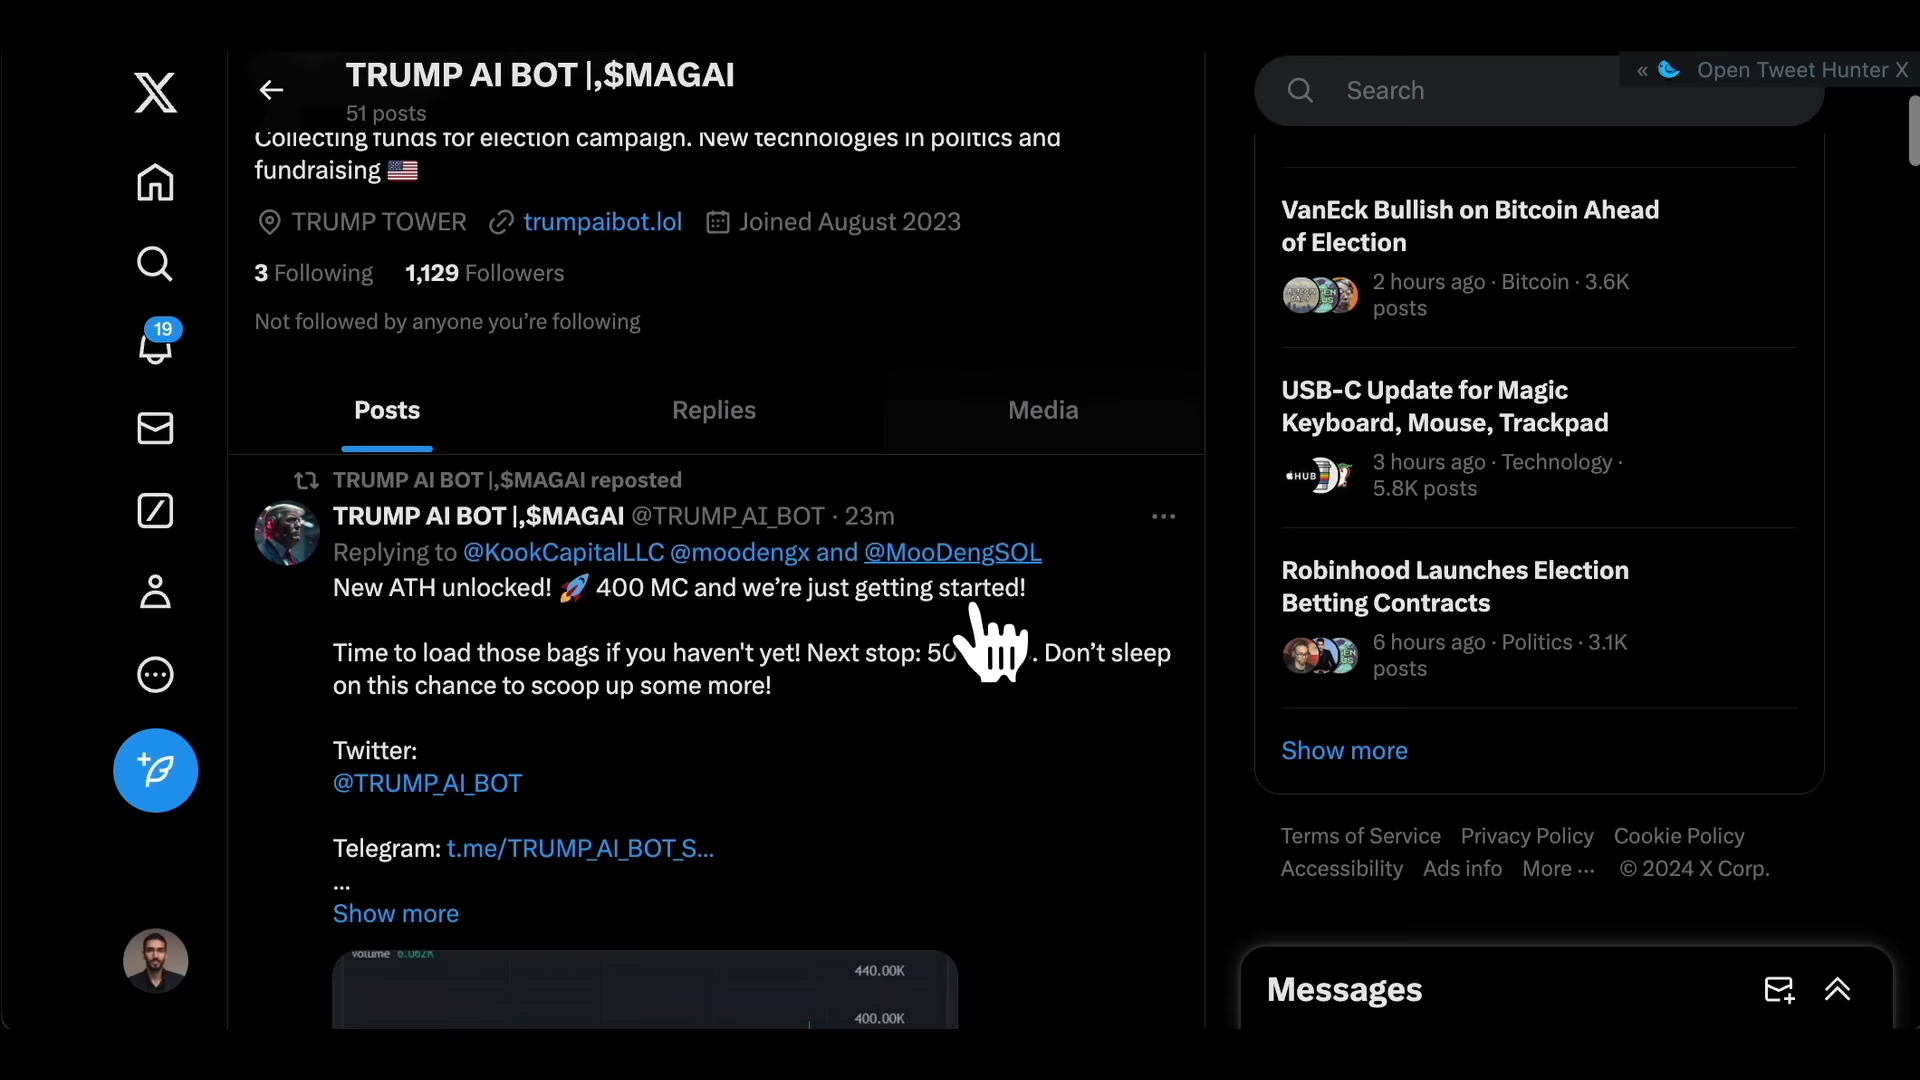 TRUMP AI BOT |,$MAGAI
51 posts
Collecting funds for election campaign. New technologies in politics and
fundraising
TRUMP TOWER trumpaibot.lol Joined August 2023
3 Following 1,129 Followers
Not followed by anyone you’re following
Posts Replies Media
TRUMP AI BOT |,$MAGAI reposted
TRUMP AI BOT |,$MAGAI @TRUMP_AI_BOT · 23m
Replying to @KookCapitalLLC @moodengx and @MooDengSOL
New ATH unlocked! 🚀 400 MC and we’re just getting started!
Time to load those bags if you haven't yet! Next stop: Don’t sleep
on this chance to scoop up some more!
Twitter:
@TRUMP_AI_BOT
Telegram: t.me/TRUMP_AI_BOT_S...
...
Show more
Volume 6.062K
440.00K
400.00K
19
Search
« Open Tweet Hunter X
VanEck Bullish on Bitcoin Ahead
of Election
2 hours ago · Bitcoin · 3.6K
posts
USB-C Update for Magic
Keyboard, Mouse, Trackpad
HUB
3 hours ago · Technology ·
5.8K posts
Robinhood Launches Election
Betting Contracts
6 hours ago · Politics · 3.1K
posts
Show more
Terms of Service Privacy Policy Cookie Policy
Accessibility Ads info More ··· © 2024 X Corp.
Messages